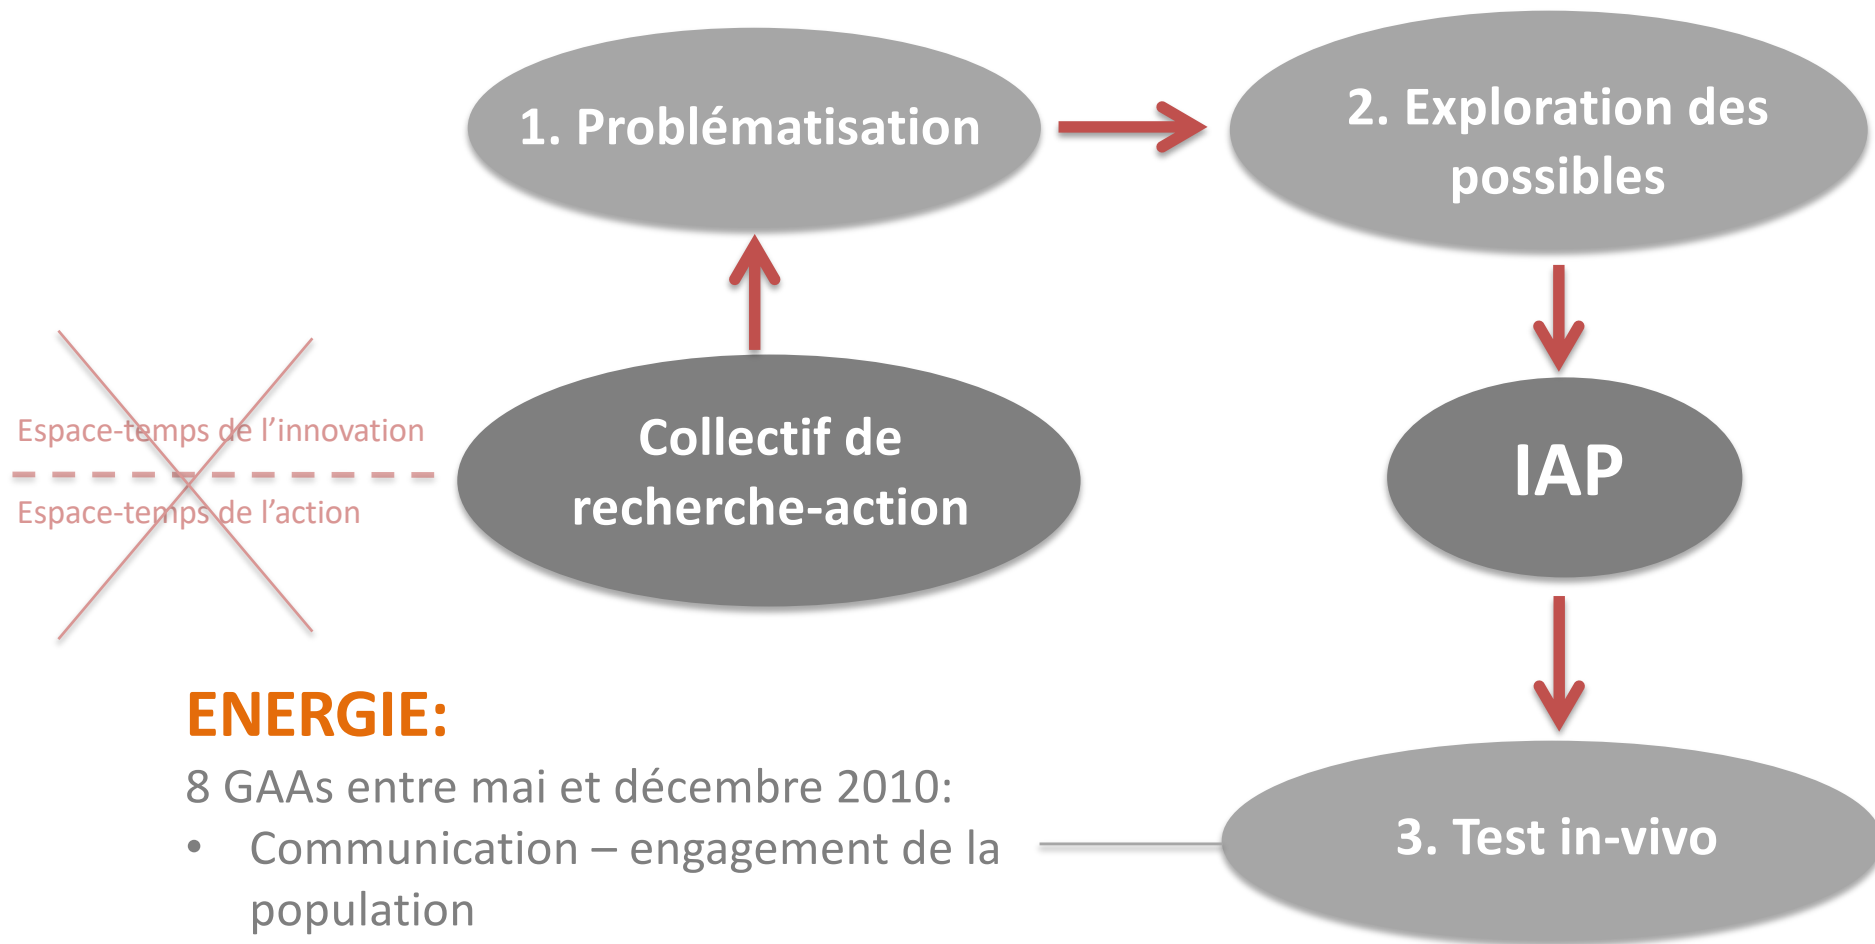 1. Problématisation
2. Exploration des
possibles
Espace-temps de l’innovation
Espace-temps de l’action
Collectif de
recherche-action
IAP
ENERGIE:
8 GAAs entre mai et décembre 2010:
• Communication – engagement de la
population
3. Test in-vivo